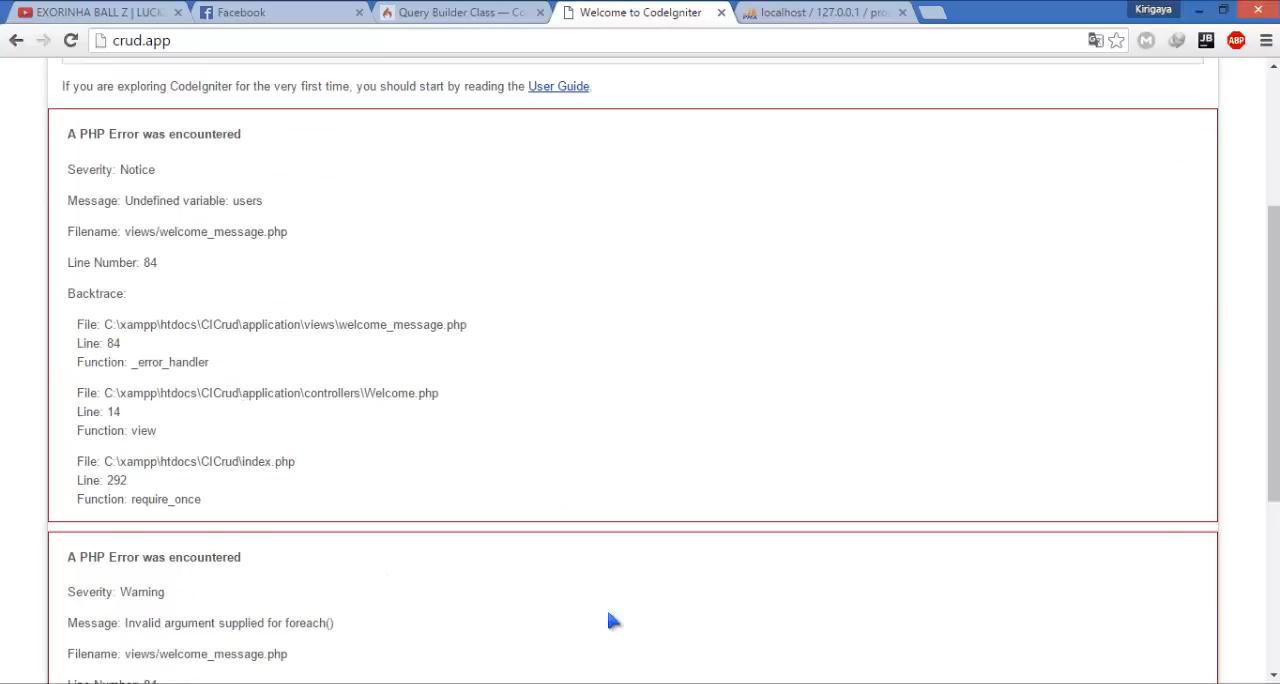 EXORINHA BALL Z | LUCK
Facebook
Query Builder Class — Co
Welcome to CodeIgniter
localhost / 127.0.0.1 / pro
Kirigaya
crud.app
M
JB
ABP
If you are exploring CodeIgniter for the very first time, you should start by reading the User Guide.
A PHP Error was encountered
Severity: Notice
Message: Undefined variable: users
Filename: views/welcome_message.php
Line Number: 84
Backtrace:
File: C:\xampp\htdocs\CICrud\application\views\welcome_message.php
Line: 84
Function: _error_handler
File: C:\xampp\htdocs\CICrud\application\controllers\Welcome.php
Line: 14
Function: view
File: C:\xampp\htdocs\CICrud\index.php
Line: 292
Function: require_once
A PHP Error was encountered
Severity: Warning
Message: Invalid argument supplied for foreach()
Filename: views/welcome_message.php
Line Number: 84